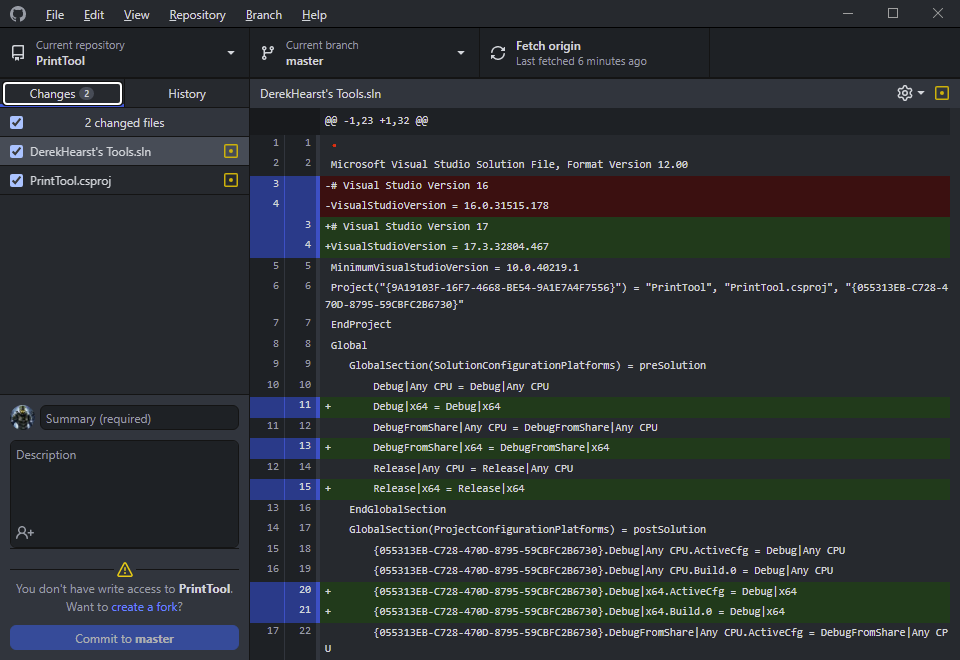 File Edit View Repository Branch Help
Current repository
PrintTool
Current branch
master
Fetch origin
Last fetched 6 minutes ago
Changes 2
History
2 changed files
DerekHearst's Tools.sln
PrintTool.csproj
Summary (required)
Description
You don't have write access to PrintTool.
Want to create a fork?
Commit to master
DerekHearst's Tools.sln
@@ -1,23 +1,32 @@
1 1
2 2 Microsoft Visual Studio Solution File, Format Version 12.00
3 -# Visual Studio Version 16
4 -VisualStudioVersion = 16.0.31515.178
3 +# Visual Studio Version 17
4 +VisualStudioVersion = 17.3.32804.467
5 5 MinimumVisualStudioVersion = 10.0.40219.1
6 6 Project("{9A19103F-16F7-4668-BE54-9A1E7A4F7556}") = "PrintTool", "PrintTool.csproj", "{055313EB-C728-4
70D-8795-59CBFC2B6730}"
7 7 EndProject
8 8 Global
9 9 GlobalSection(SolutionConfigurationPlatforms) = preSolution
10 10 Debug|Any CPU = Debug|Any CPU
11 + Debug|x64 = Debug|x64
11 12 DebugFromShare|Any CPU = DebugFromShare|Any CPU
13 + DebugFromShare|x64 = DebugFromShare|x64
12 14 Release|Any CPU = Release|Any CPU
15 + Release|x64 = Release|x64
13 16 EndGlobalSection
14 17 GlobalSection(ProjectConfigurationPlatforms) = postSolution
15 18 {055313EB-C728-470D-8795-59CBFC2B6730}.Debug|Any CPU.ActiveCfg = Debug|Any CPU
16 19 {055313EB-C728-470D-8795-59CBFC2B6730}.Debug|Any CPU.Build.0 = Debug|Any CPU
20 + {055313EB-C728-470D-8795-59CBFC2B6730}.Debug|x64.ActiveCfg = Debug|x64
21 + {055313EB-C728-470D-8795-59CBFC2B6730}.Debug|x64.Build.0 = Debug|x64
17 22 {055313EB-C728-470D-8795-59CBFC2B6730}.DebugFromShare|Any CPU.ActiveCfg = DebugFromShare|Any CP
U